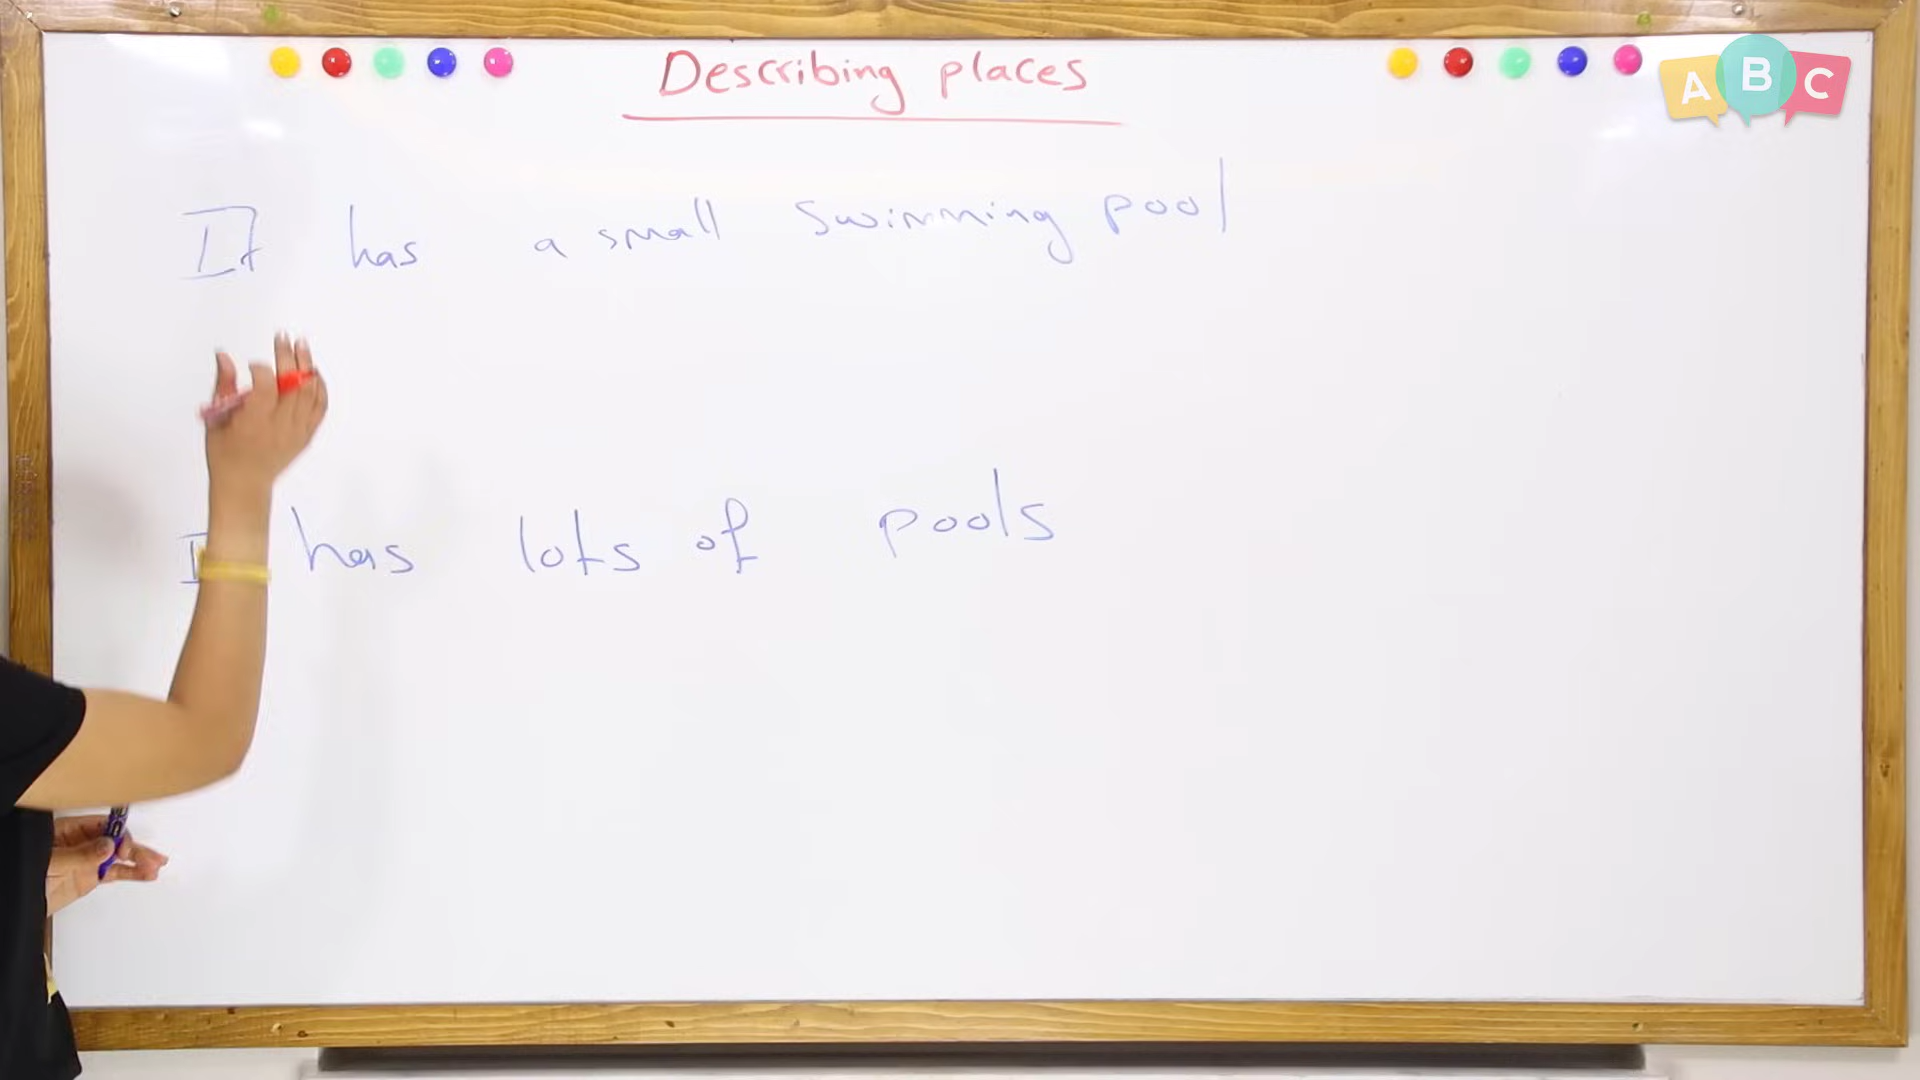 Describing places
A B C
It has a small swimming pool
has lots of pools